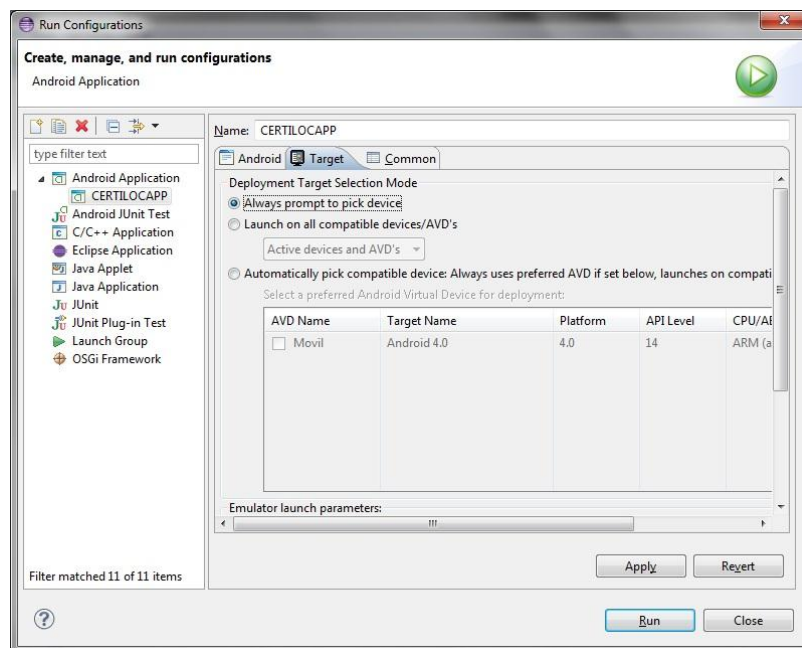 Run Configurations
Create, manage, and run configurations
Android Application
type filter text
Android Application
CERTILOCAPP
Android JUnit Test
C/C++ Application
Eclipse Application
Java Applet
Java Application
JUnit
JUnit Plug-in Test
Launch Group
OSGi Framework
Filter matched 11 of 11 items
Name: CERTILOCAPP
Android Target Common
Deployment Target Selection Mode
Always prompt to pick device
Launch on all compatible devices/AVD's
Active devices and AVD's
Automatically pick compatible device: Always uses preferred AVD if set below, launches on compati
Select a preferred Android Virtual Device for deployment:
AVD Name Target Name Platform API Level CPU/AB
Movil Android 4.0 4.0 14 ARM (a
Emulator launch parameters:
Apply Revert
Run Close